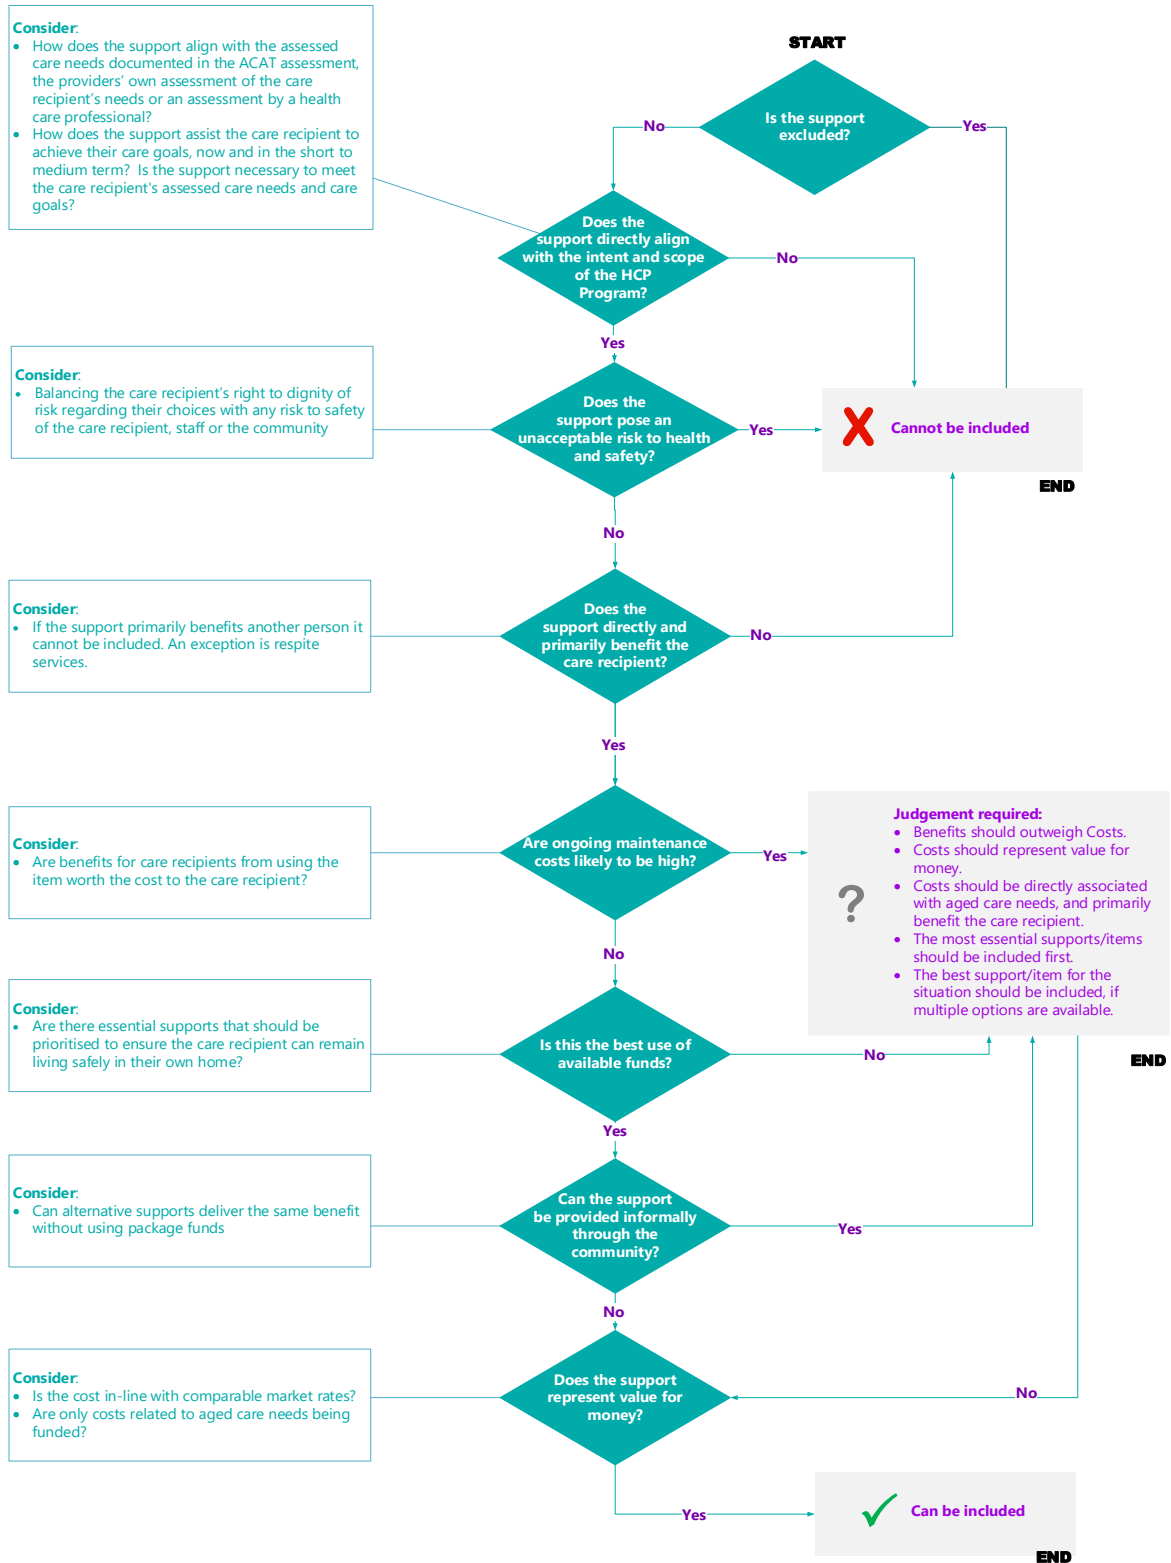 START
Is the support
excluded?
No
Yes
Consider:
• How does the support align with the assessed
care needs documented in the ACAT assessment,
the providers' own assessment of the care
recipient's needs or an assessment by a health
care professional?
• How does the support assist the care recipient to
achieve their care goals, now and in the short to
medium term?  Is the support necessary to meet
the care recipient's assessed care needs and care
goals?
Does the
support directly align
with the intent and scope
of the HCP
Program?
No
Yes
Consider:
• Balancing the care recipient's right to dignity of
risk regarding their choices with any risk to safety
of the care recipient, staff or the community
Does the
support pose an
unacceptable risk to health
and safety?
Yes
Cannot be included
END
No
Consider:
• If the support primarily benefits another person it
cannot be included. An exception is respite
services.
Does the
support directly and
primarily benefit the
care recipient?
No
Yes
Consider:
• Are benefits for care recipients from using the
item worth the cost to the care recipient?
Are ongoing maintenance
costs likely to be high?
Yes
Judgement required:
• Benefits should outweigh Costs.
• Costs should represent value for
money.
• Costs should be directly associated
with aged care needs, and primarily
benefit the care recipient.
• The most essential supports/items
should be included first.
• The best support/item for the
situation should be included, if
multiple options are available.
?
END
No
Consider:
• Are there essential supports that should be
prioritised to ensure the care recipient can remain
living safely in their own home?
Is this the best use of
available funds?
No
Yes
Consider:
• Can alternative supports deliver the same benefit
without using package funds
Can the support
be provided informally
through the
community?
Yes
No
Consider:
• Is the cost in-line with comparable market rates?
• Are only costs related to aged care needs being
funded?
Does the support
represent value for
money?
No
Yes
Can be included
END